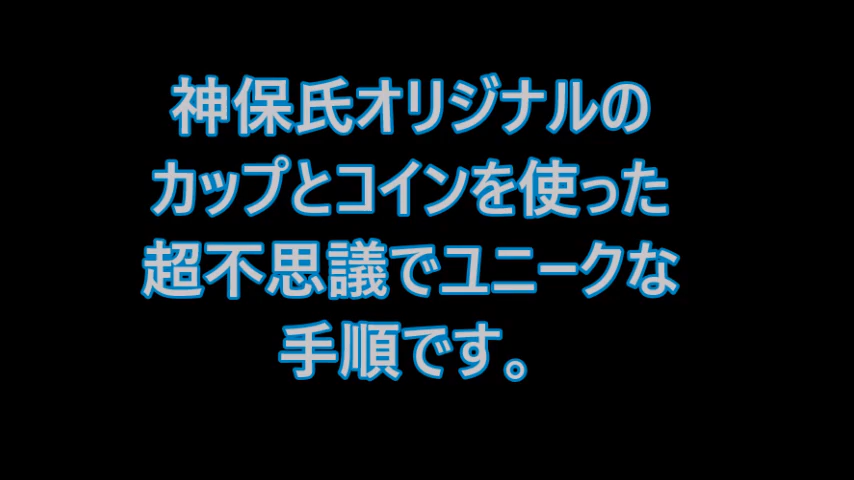 神保氏オリジナルの
カップとコインを使った
超不思議でユニークな
手順です。